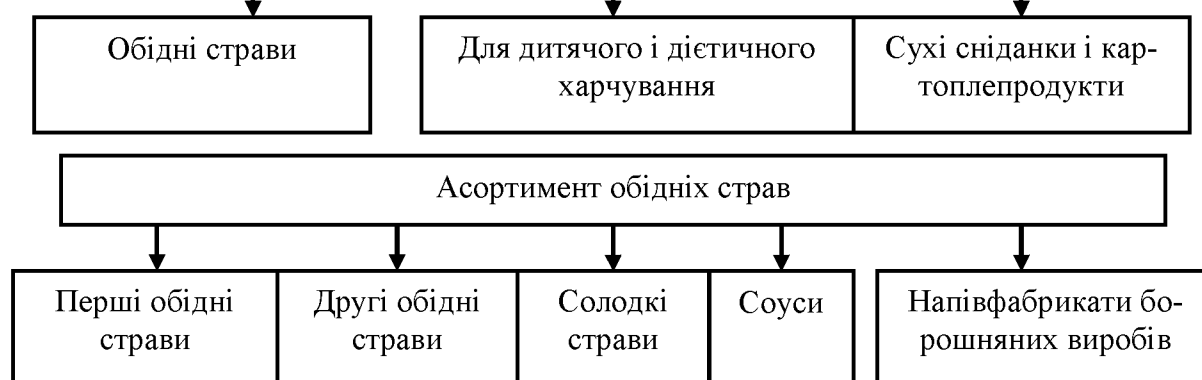 Обідні страви
Для дитячого і дієтичного
харчування
Сухі сніданки і кар-
топлепродукти
Асортимент обідніх страв
Перші обідні
страви
Другі обідні
страви
Солодкі
страви
Соуси
Напівфабрикати бо-
рошняних виробів